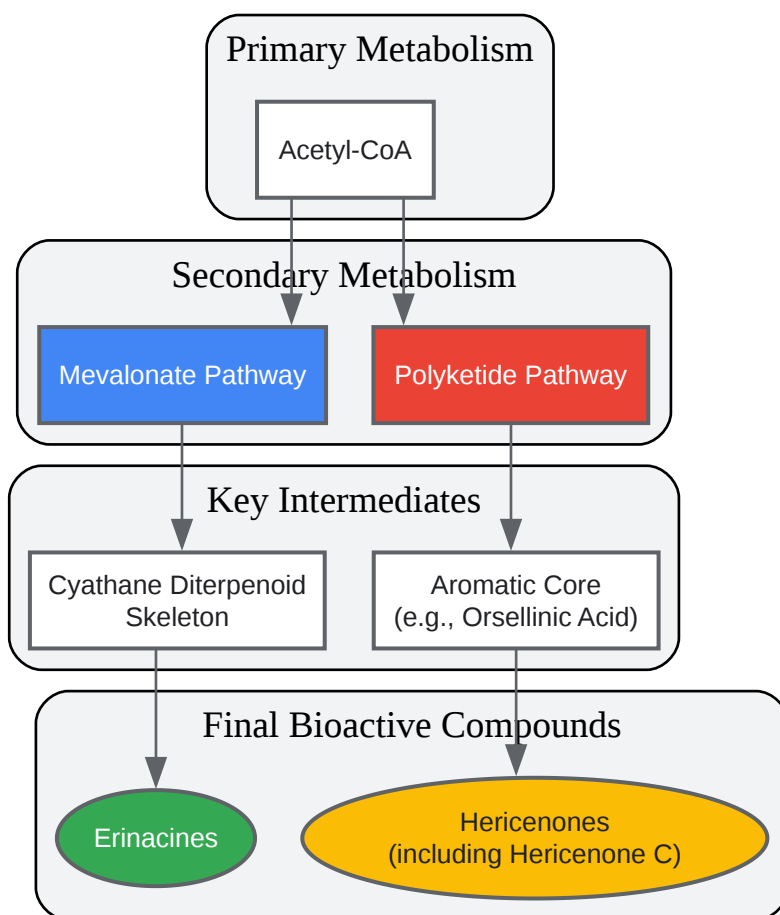 Primary Metabolism
Acetyl-CoA
Secondary Metabolism
Mevalonate Pathway
Polyketide Pathway
Key Intermediates
Cyathane Diterpenoid
Skeleton
Aromatic Core
(e.g., Orsellinic Acid)
Final Bioactive Compounds
Erinacines
Hericenones
(including Hericenone C)